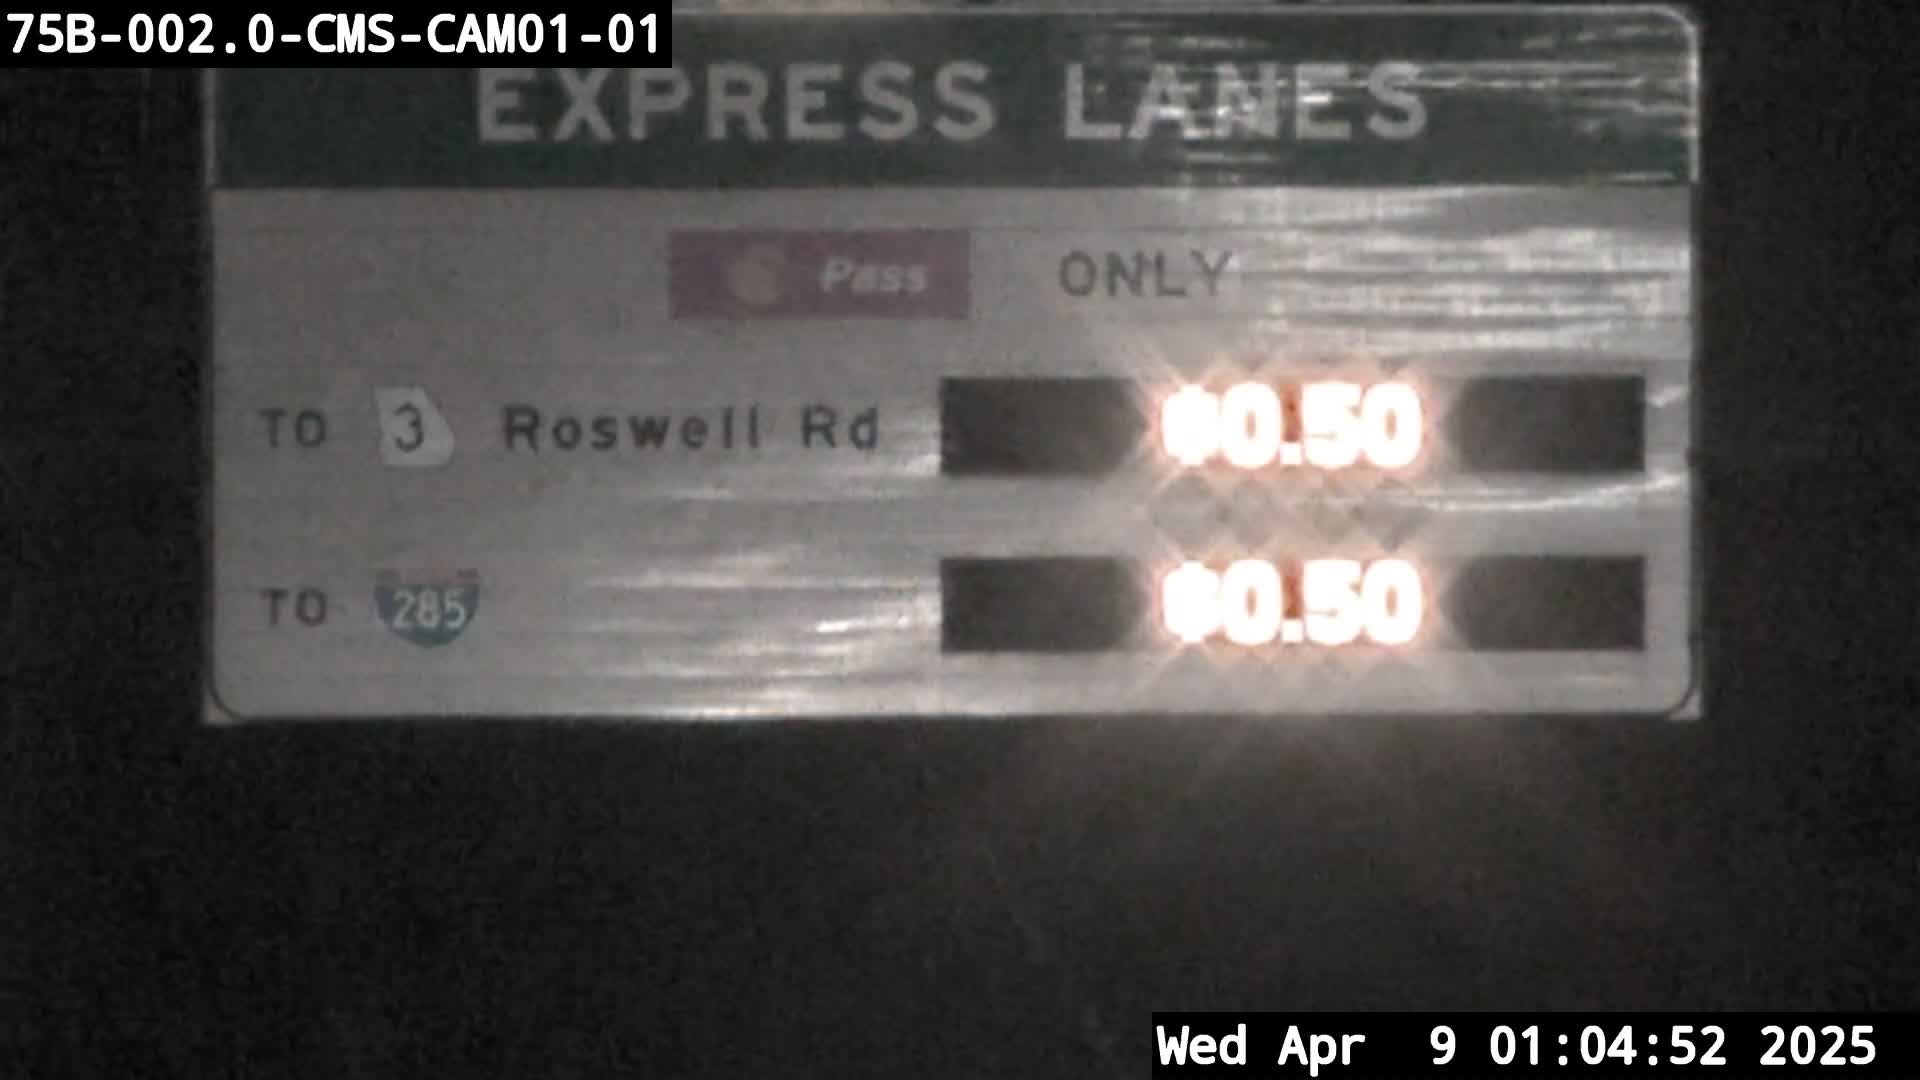 75B-002.0-CMS-CAM01-01
EXPRESS LANES
Pass ONLY
TO 3 Roswell Rd $0.50
TO 285 $0.50
Wed Apr 9 01:04:52 2025